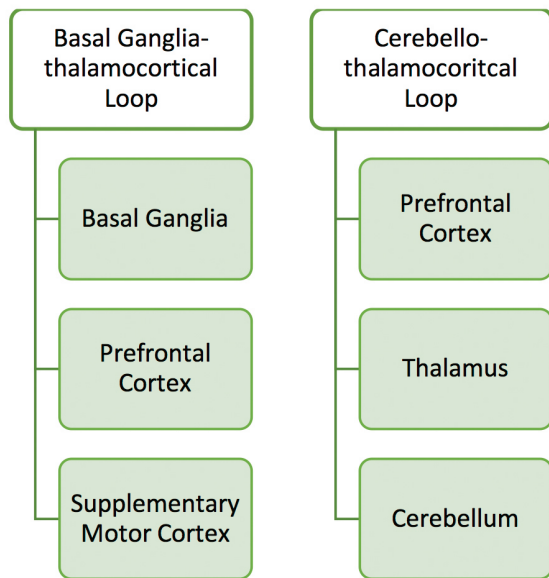 Basal Ganglia-
thalamocortical
Loop
Basal Ganglia
Prefrontal
Cortex
Supplementary
Motor Cortex
Cerebello-
thalamocoritcal
Loop
Prefrontal
Cortex
Thalamus
Cerebellum